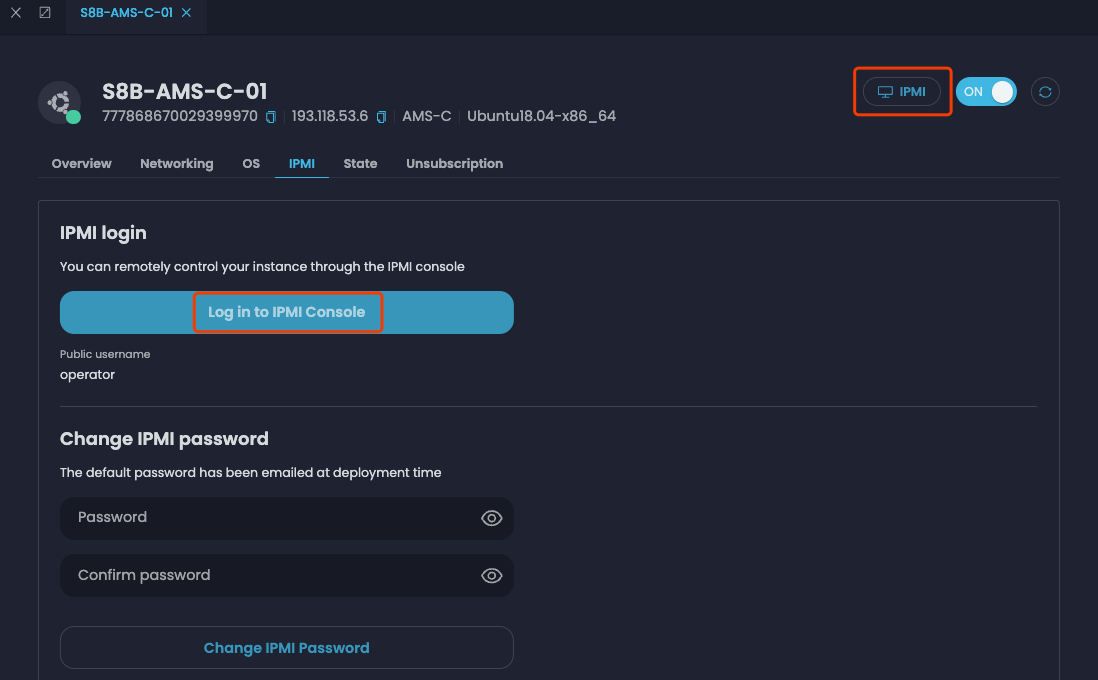 S8B-AMS-C-01
S8B-AMS-C-01
IPMI
ON
777868670029399970 193.118.53.6 AMS-C Ubuntu18.04-x86_64
Overview Networking OS IPMI State Unsubscription
IPMI login
You can remotely control your instance through the IPMI console
Log in to IPMI Console
Public username
operator
Change IPMI password
The default password has been emailed at deployment time
Password
Confirm password
Change IPMI Password